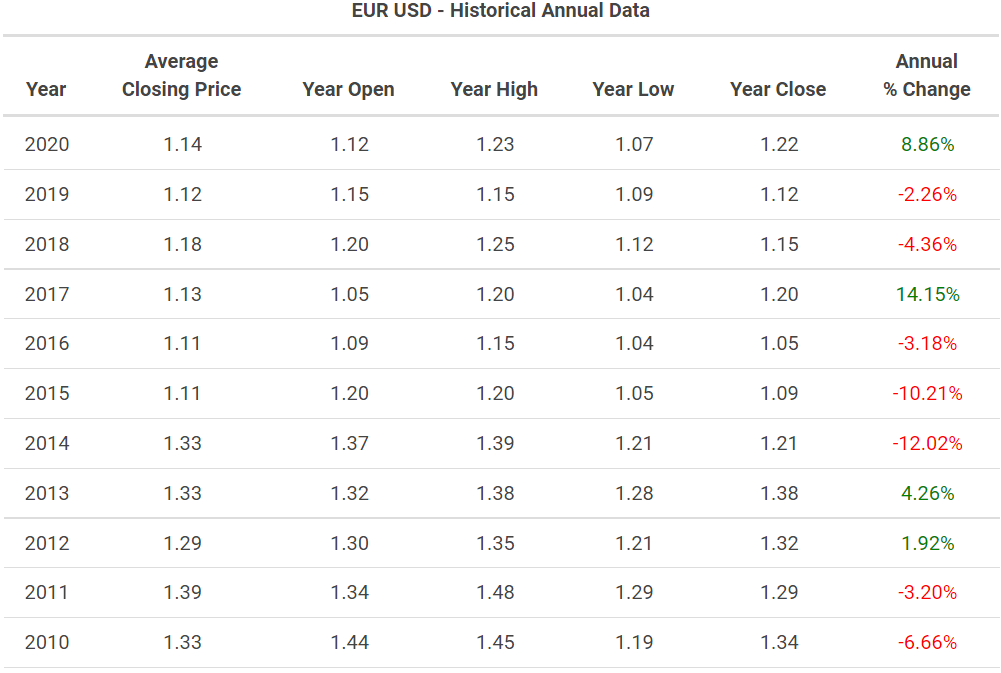 EUR USD - Historical Annual Data
Average Annual
Year Closing Price Year Open Year High Year Low Year Close % Change
2020 1.14 1.12 1.23 1.07 1.22 8.86%
2019 1.12 1.15 1.15 1.09 1.12 -2.26%
2018 1.18 1.20 1.25 1.12 1.15 -4.36%
2017 1.13 1.05 1.20 1.04 1.20 14.15%
2016 1.11 1.09 1.15 1.04 1.05 -3.18%
2015 1.11 1.20 1.20 1.05 1.09 -10.21%
2014 1.33 1.37 1.39 1.21 1.21 -12.02%
2013 1.33 1.32 1.38 1.28 1.38 4.26%
2012 1.29 1.30 1.35 1.21 1.32 1.92%
2011 1.39 1.34 1.48 1.29 1.29 -3.20%
2010 1.33 1.44 1.45 1.19 1.34 -6.66%